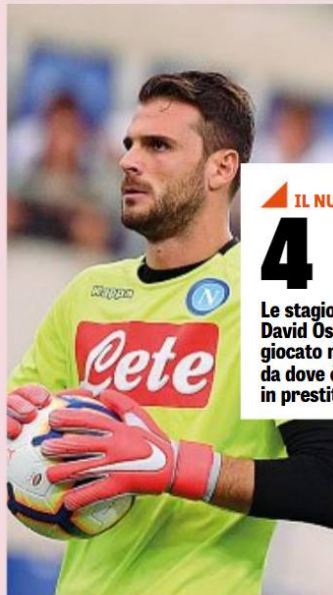 IL NU
4
Le stagio
David Os
giocato
da dove
in prestit
Kappa
N
Lete